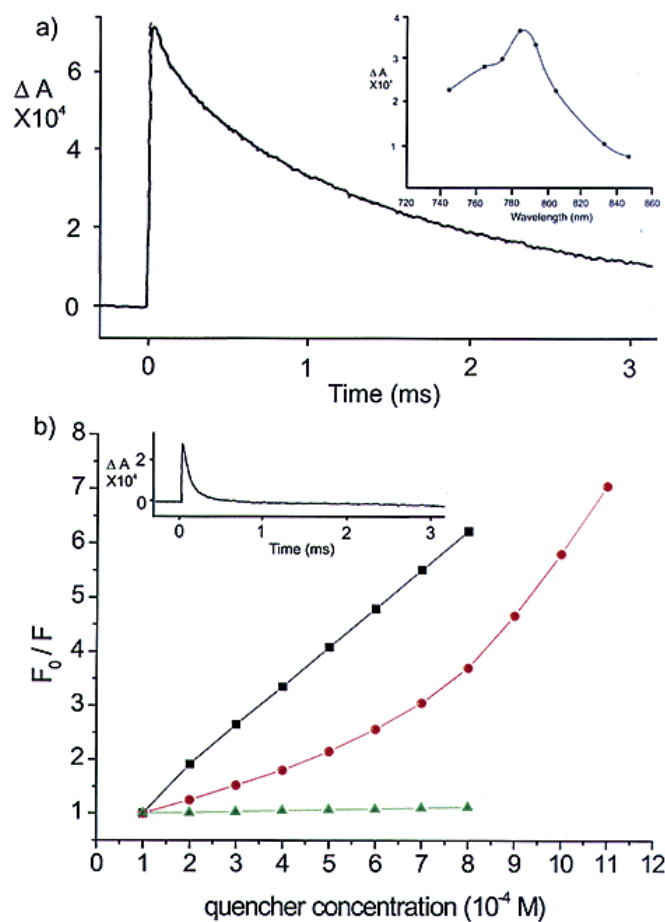 a)
Δ A
X10⁴
6
4
2
0
0 1 2 3
Time (ms)
Δ A
X10⁴
4
3
2
1
720 740 760 780 800 820 840 860
Wavelength (nm)
b)
F₀ / F
8
7
6
5
4
3
2
1
0 1 2 3 4 5 6 7 8 9 10 11 12
quencher concentration (10⁻⁴ M)
Δ A
X10⁴
2
0
0 1 2 3
Time (ms)